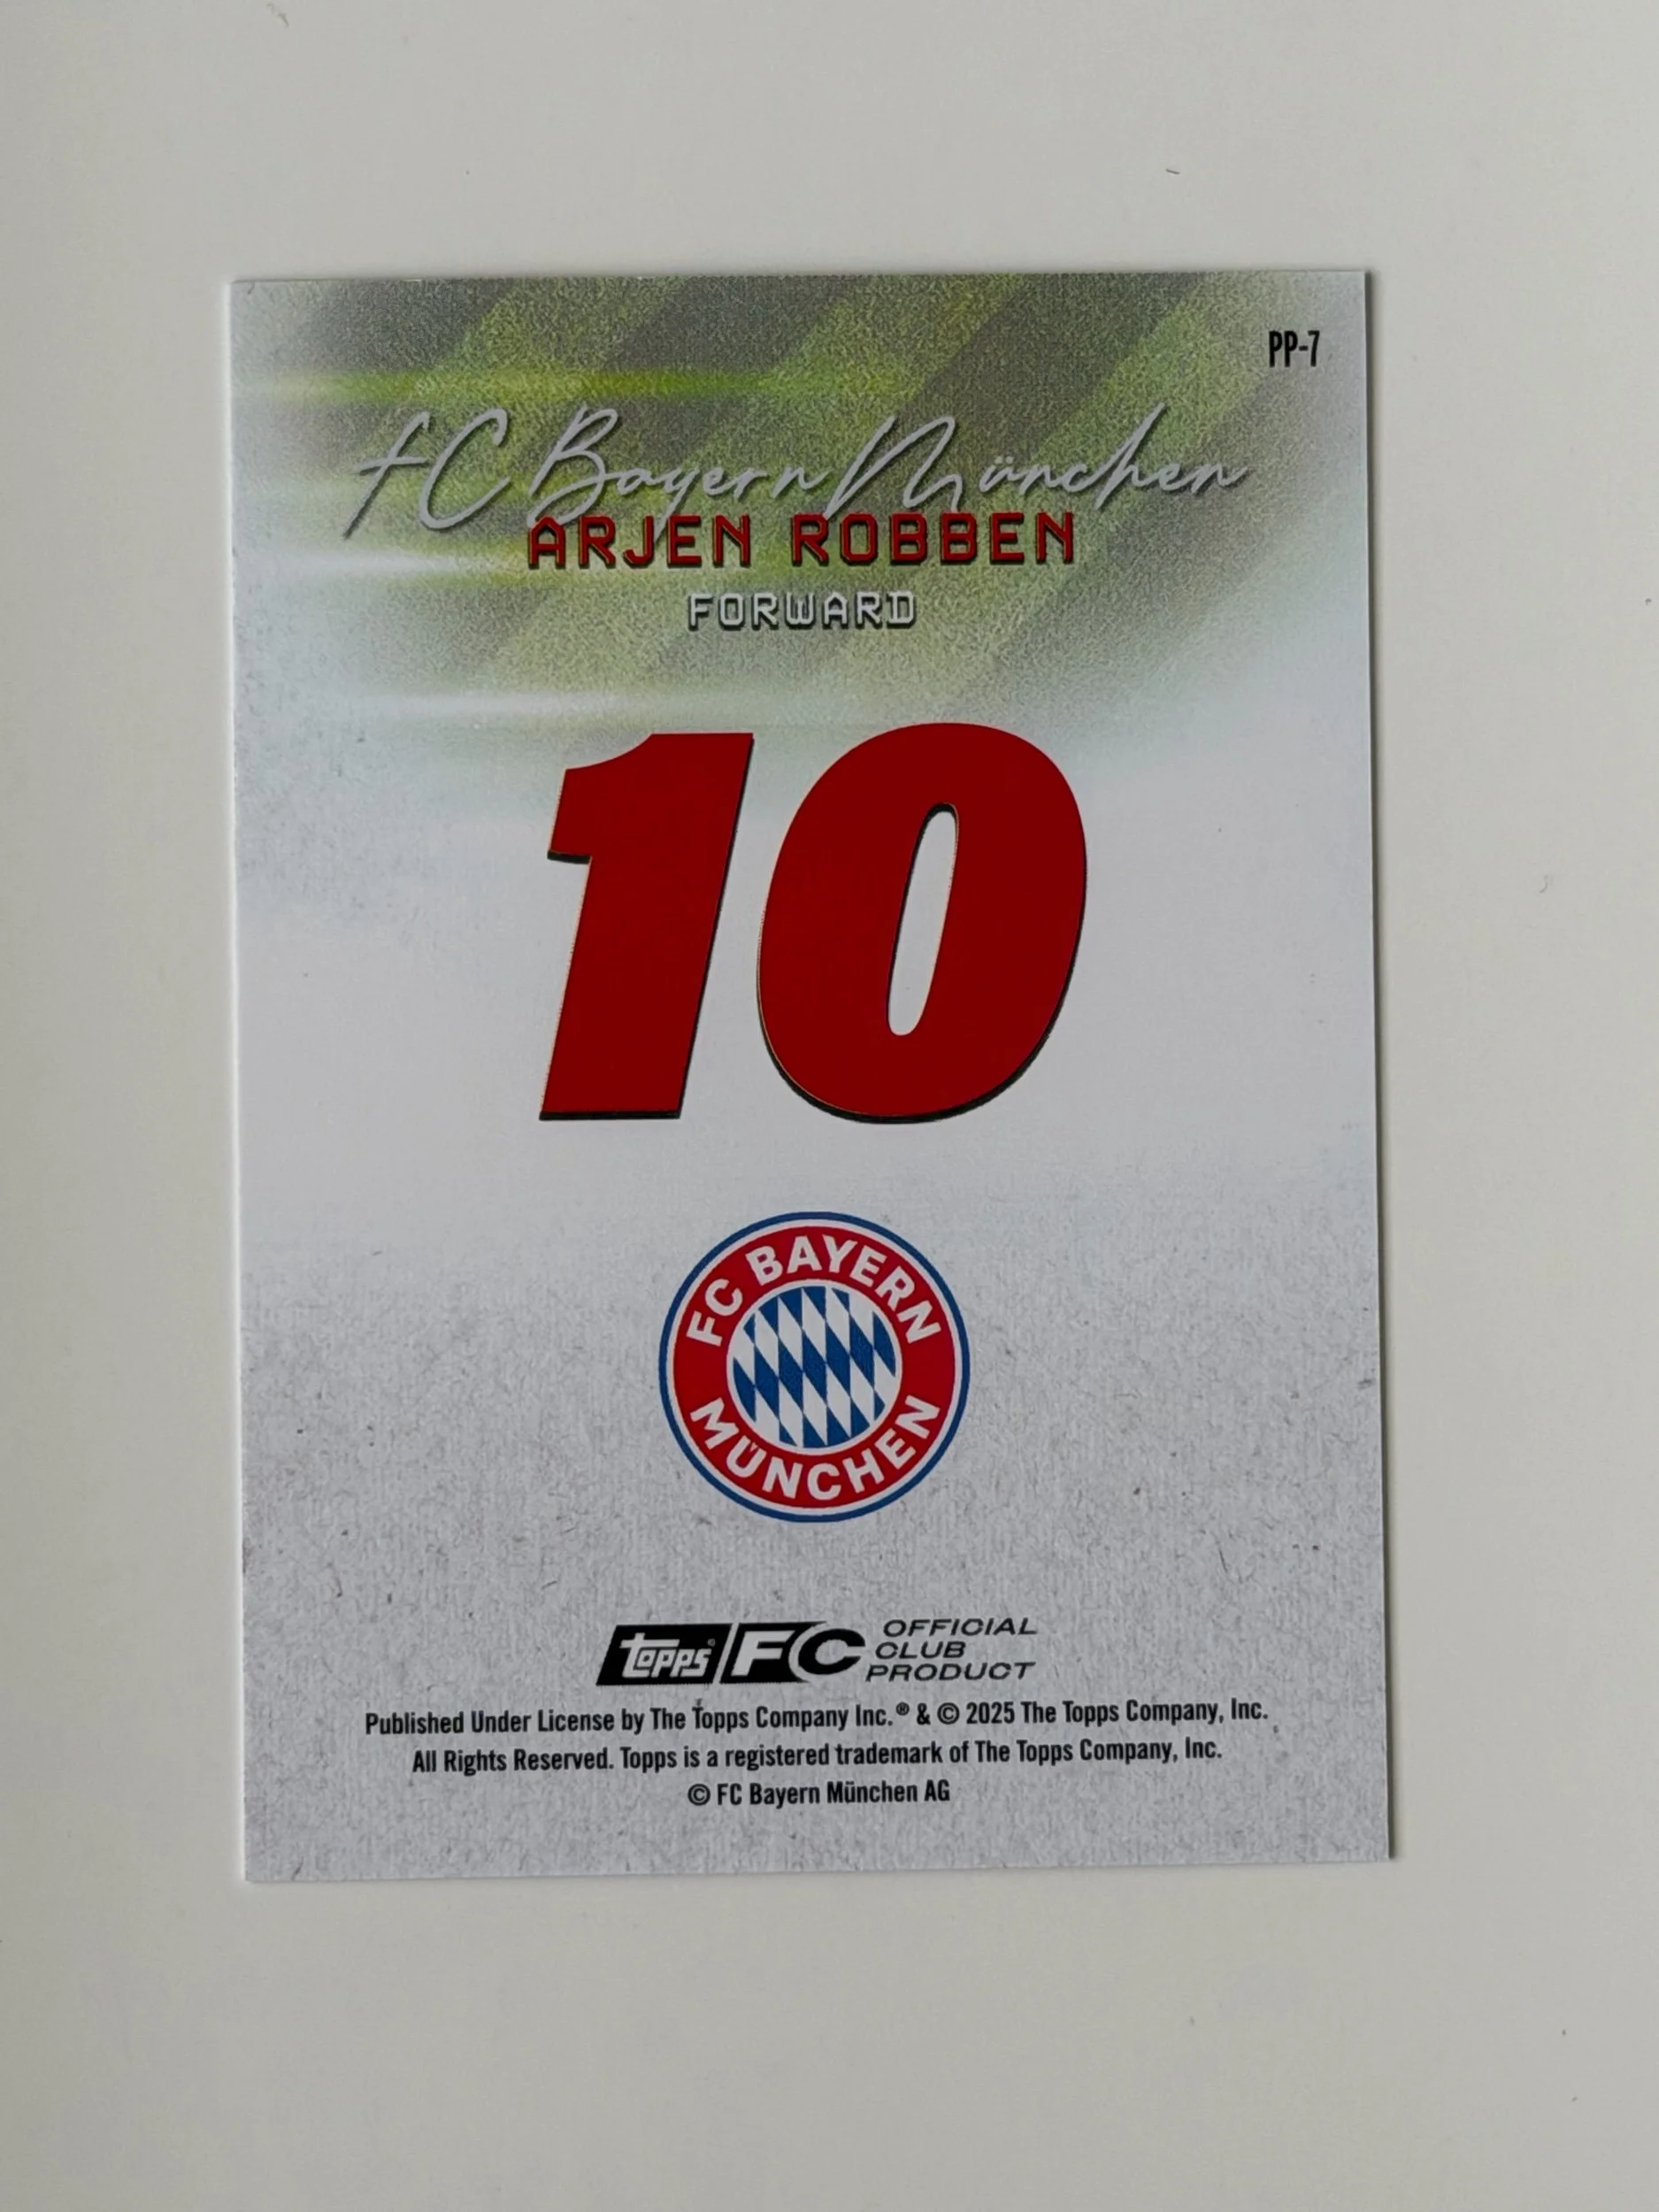 PP-7
FC Bayern München
ARJEN ROBBEN
FORWARD
10
FC BAYERN
MÜNCHEN
Topps® FC OFFICIAL
CLUB
PRODUCT
Published Under License by The Topps Company Inc.® & © 2025 The Topps Company, Inc.
All Rights Reserved. Topps is a registered trademark of The Topps Company, Inc.
© FC Bayern München AG